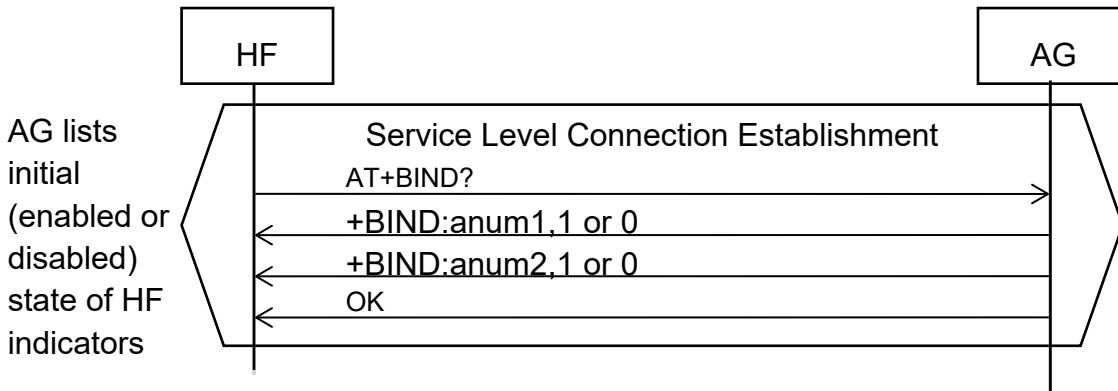 HF
AG
AG lists
initial
(enabled or
disabled)
state of HF
indicators
Service Level Connection Establishment
AT+BIND?
+BIND:anum1,1 or 0
+BIND:anum2,1 or 0
OK